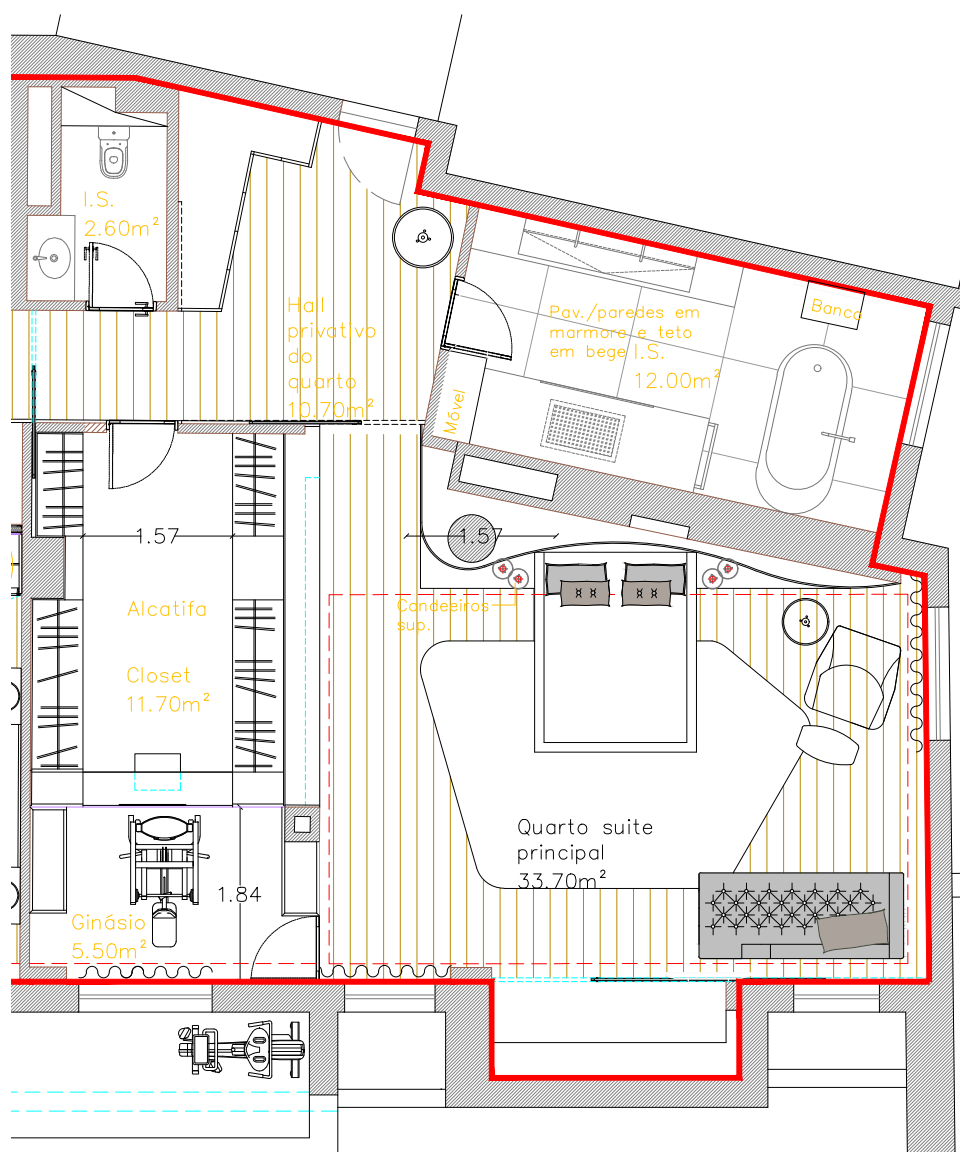 I.S.
2.60m²
Hall
privativo
do
quarto
10.70m²
Pav./paredes em
marmore e teto
em bege
I.S.
12.00m²
Banco
Móvel
1.57
1.57
Alcatifa
Closet
11.70m²
Candeeiros
sup.
Quarto suite
principal
33.70m²
1.84
Ginásio
5.50m²